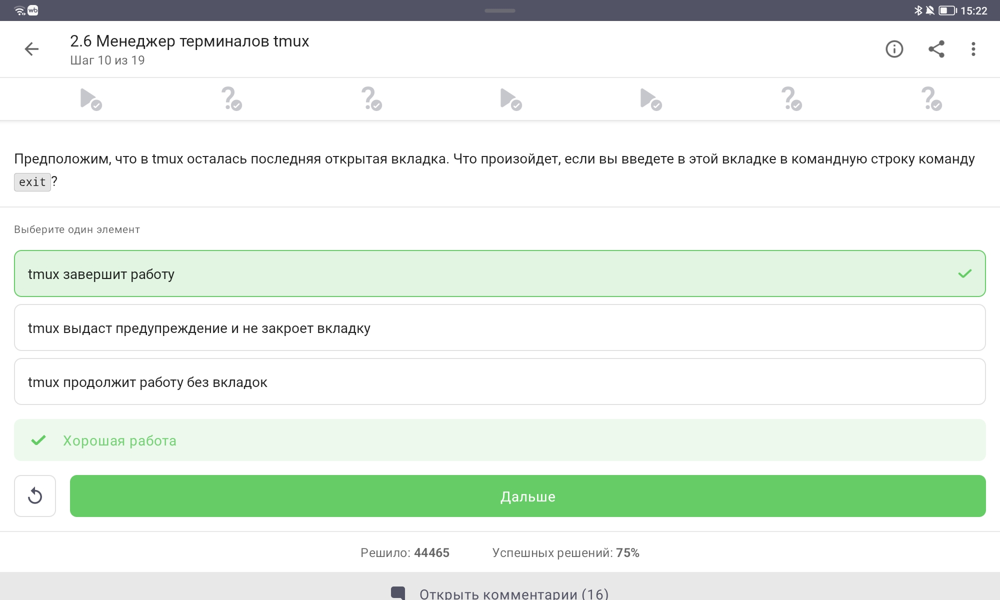 wb
15:22
2.6 Менеджер терминалов tmux
Шаг 10 из 19
Предположим, что в tmux осталась последняя открытая вкладка. Что произойдет, если вы введете в этой вкладке в командную строку команду
exit?
Выберите один элемент
tmux завершит работу
tmux выдаст предупреждение и не закроет вкладку
tmux продолжит работу без вкладок
Хорошая работа
Дальше
Решило: 44465 Успешных решений: 75%
Открыть комментарии (16)